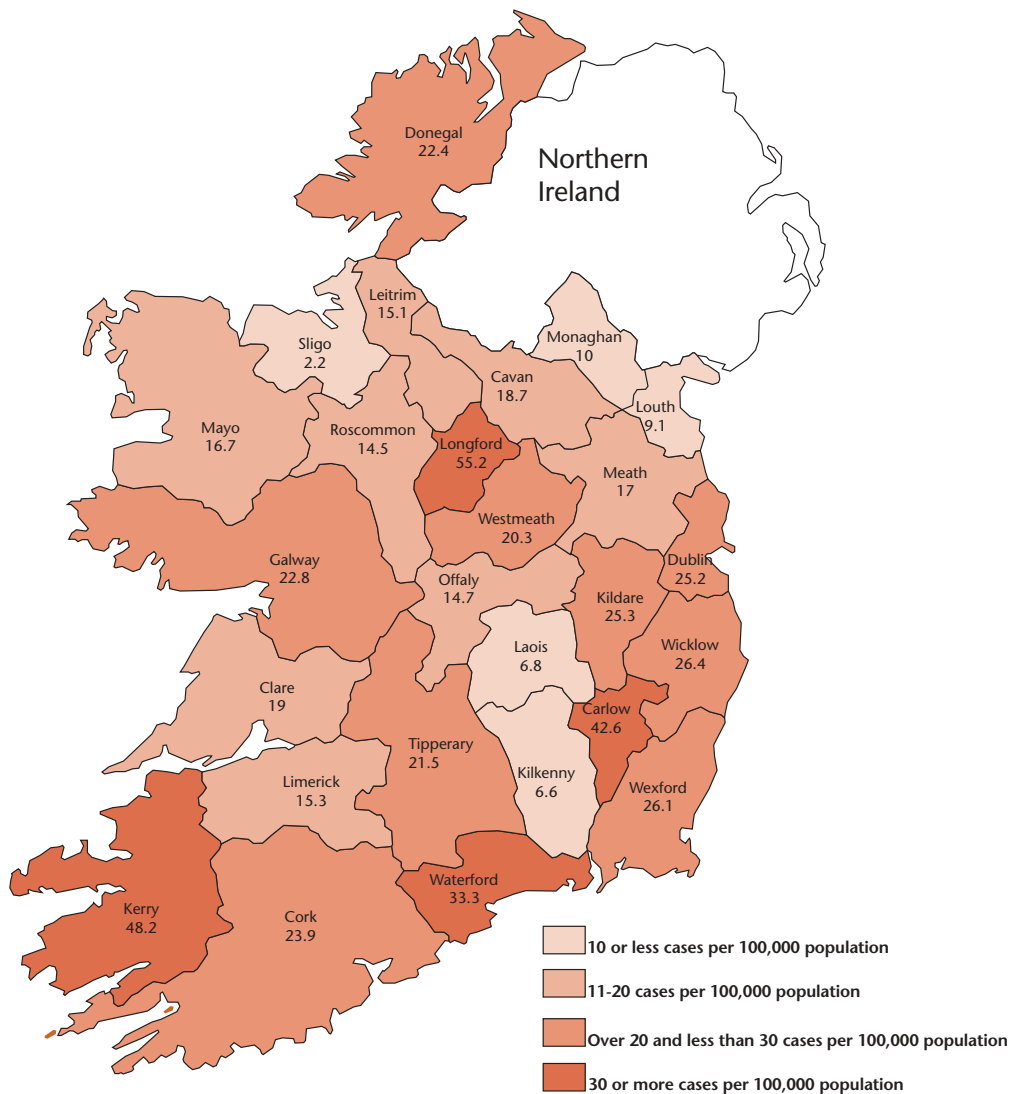 Donegal
22.4
Northern
Ireland
Leitrim
15.1
Sligo
2.2
Monaghan
10
Cavan
18.7
Louth
9.1
Mayo
16.7
Roscommon
14.5
Longford
55.2
Meath
17
Westmeath
20.3
Galway
22.8
Dublin
25.2
Offaly
14.7
Kildare
25.3
Laois
6.8
Wicklow
26.4
Clare
19
Carlow
42.6
Tipperary
21.5
Limerick
15.3
Kilkenny
6.6
Wexford
26.1
Waterford
33.3
Kerry
48.2
Cork
23.9
10 or less cases per 100,000 population
11-20 cases per 100,000 population
Over 20 and less than 30 cases per 100,000 population
30 or more cases per 100,000 population